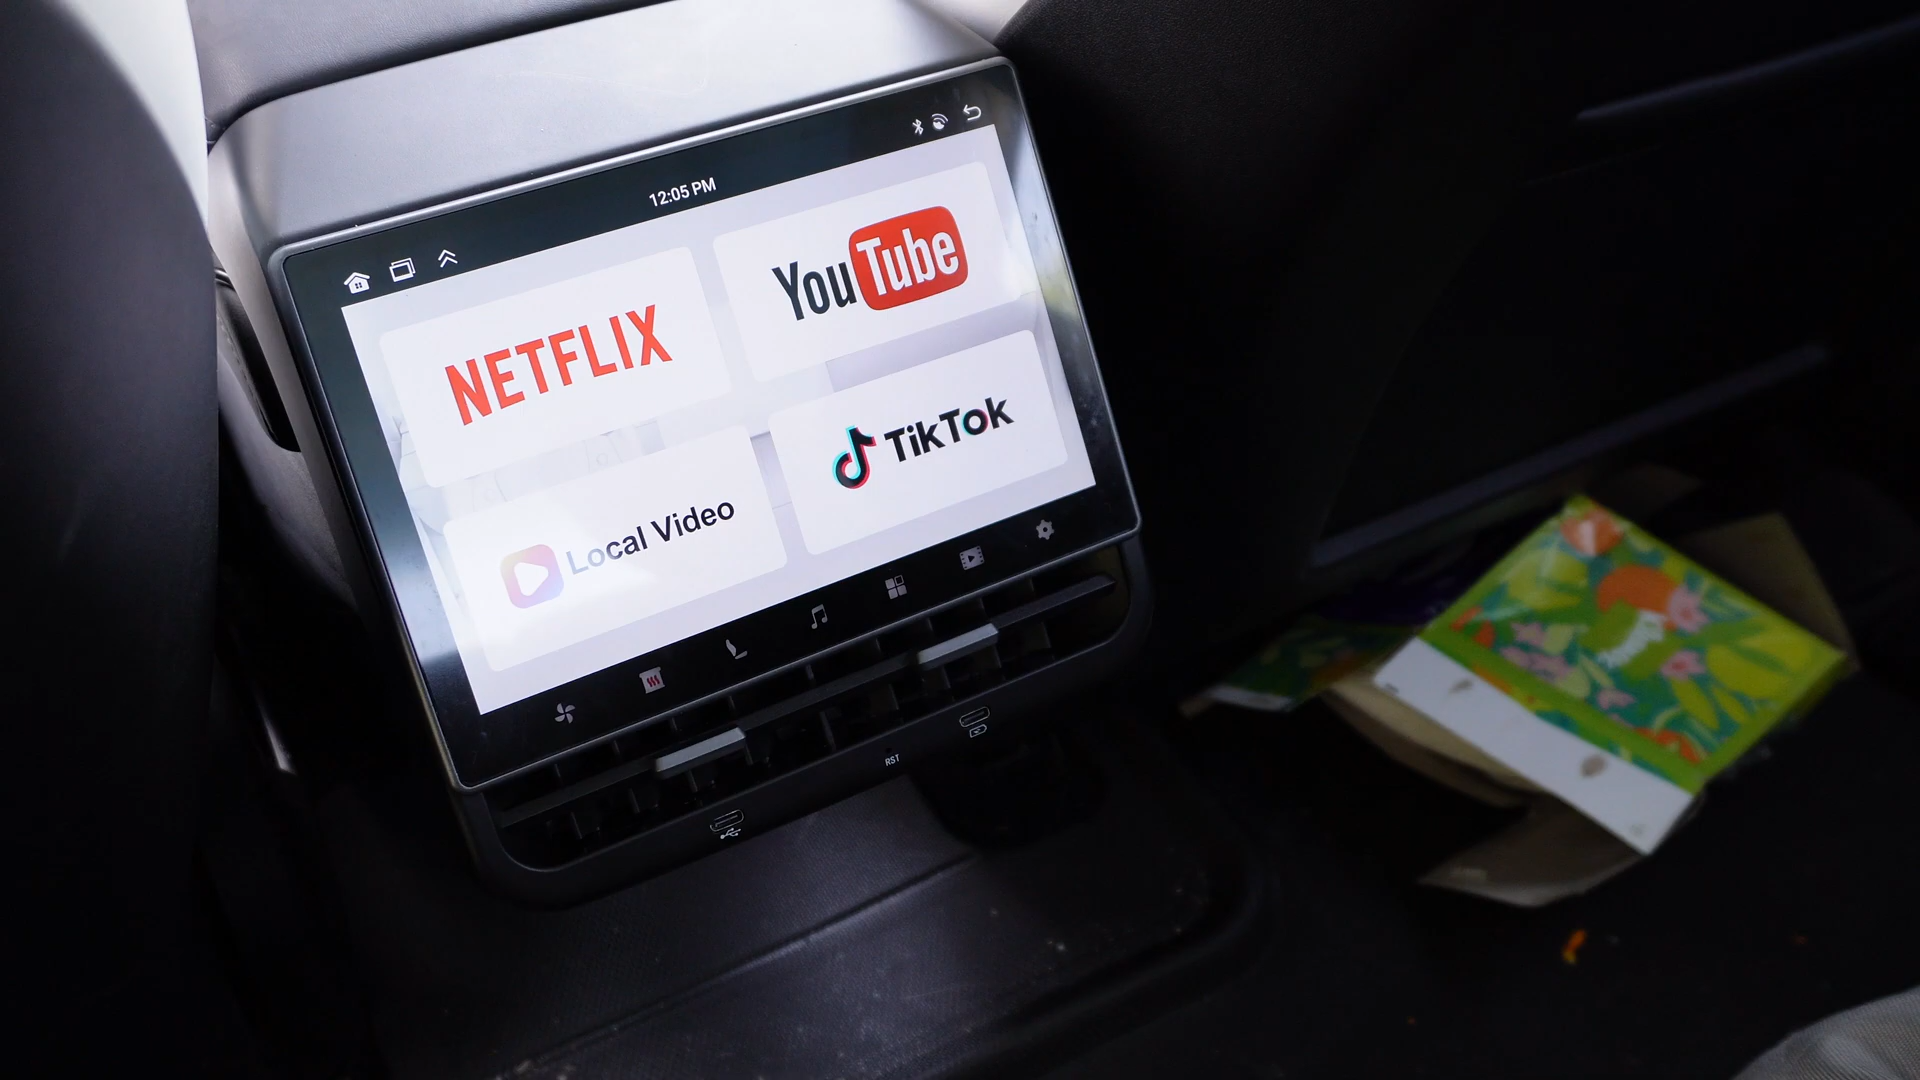 12:05 PM
NETFLIX
YouTube
Local Video
TikTok
RST